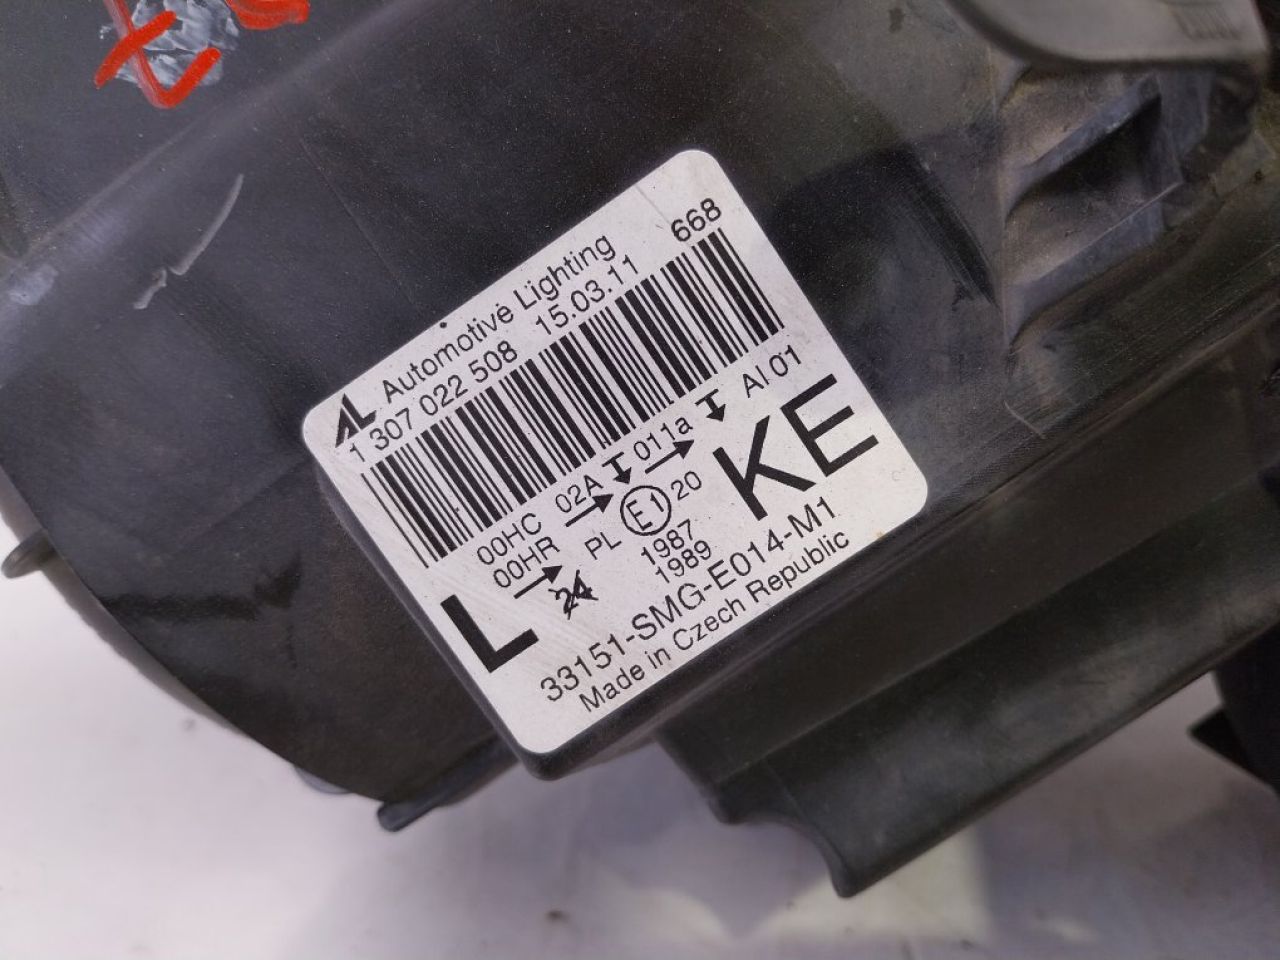 AL Automotive Lighting
1 307 022 508 15.03.11 668
00HC 02A 011a AI 01
00HR PL E1 20 KE
24 1987
1989
L
33151-SMG-E014-M1
Made in Czech Republic